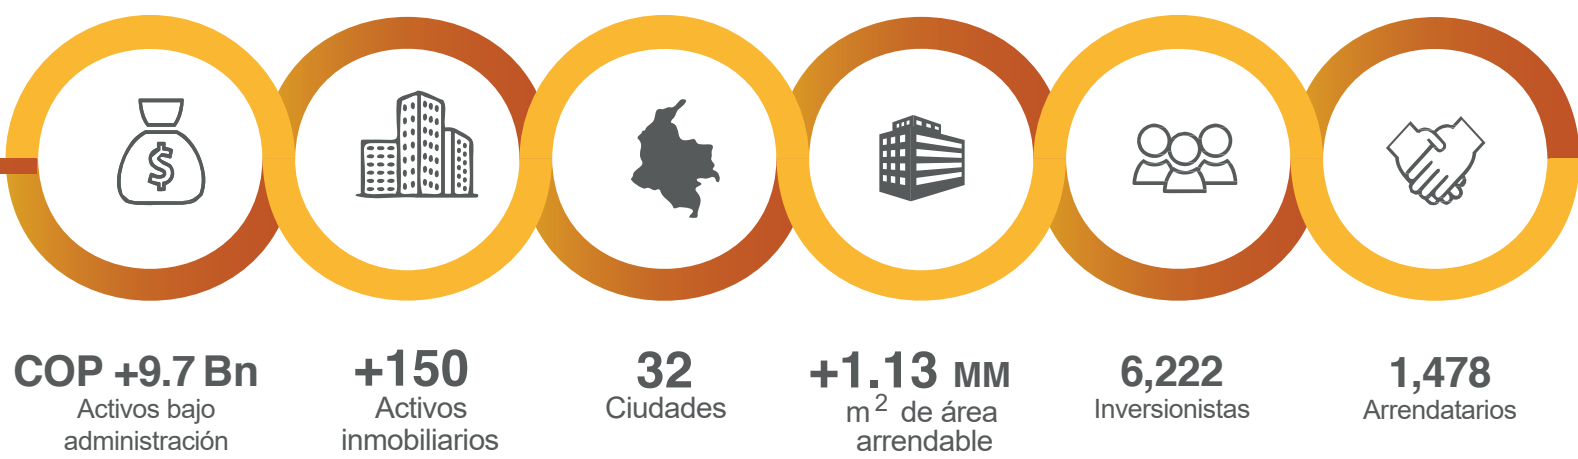 $
COP +9.7 Bn
Activos bajo
administración
+150
Activos
inmobiliarios
32
Ciudades
+1.13 MM
m² de área
arrendable
6,222
Inversionistas
1,478
Arrendatarios